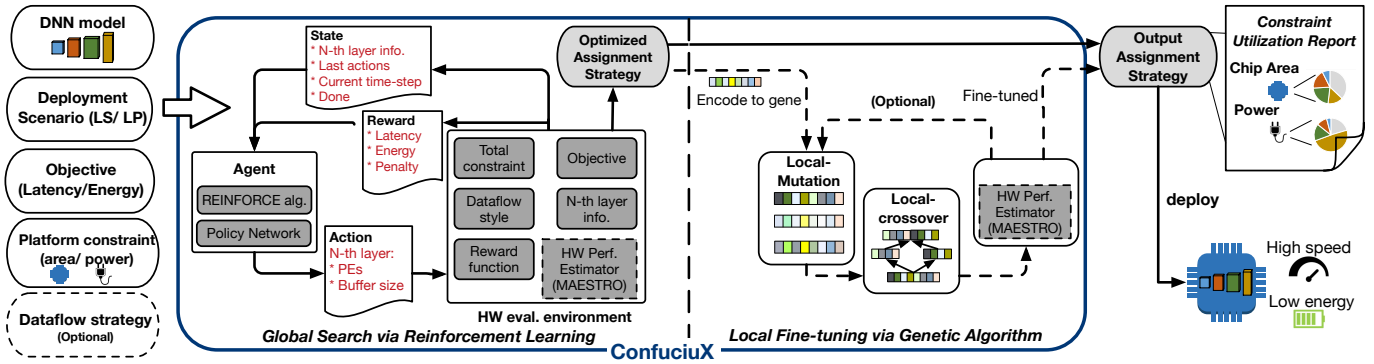 DNN model
Deployment
Scenario (LS/ LP)
Objective
(Latency/Energy)
Platform constraint
(area/ power)
Dataflow strategy
(Optional)
State
* N-th layer info.
* Last actions
* Current time-step
* Done
Reward
* Latency
* Energy
* Penalty
Agent
REINFORCE alg.
Policy Network
Action
N-th layer:
* PEs
* Buffer size
Total
constraint
Objective
Dataflow
style
N-th layer
info.
Reward
function
HW Perf.
Estimator
(MAESTRO)
HW eval. environment
Global Search via Reinforcement Learning
Optimized
Assignment
Strategy
Encode to gene
(Optional)
Fine-tuned
Local-
Mutation
Local-
crossover
HW Perf.
Estimator
(MAESTRO)
Local Fine-tuning via Genetic Algorithm
ConfuciuX
Output
Assignment
Strategy
Constraint
Utilization Report
Chip Area
Power
deploy
High speed
Low energy